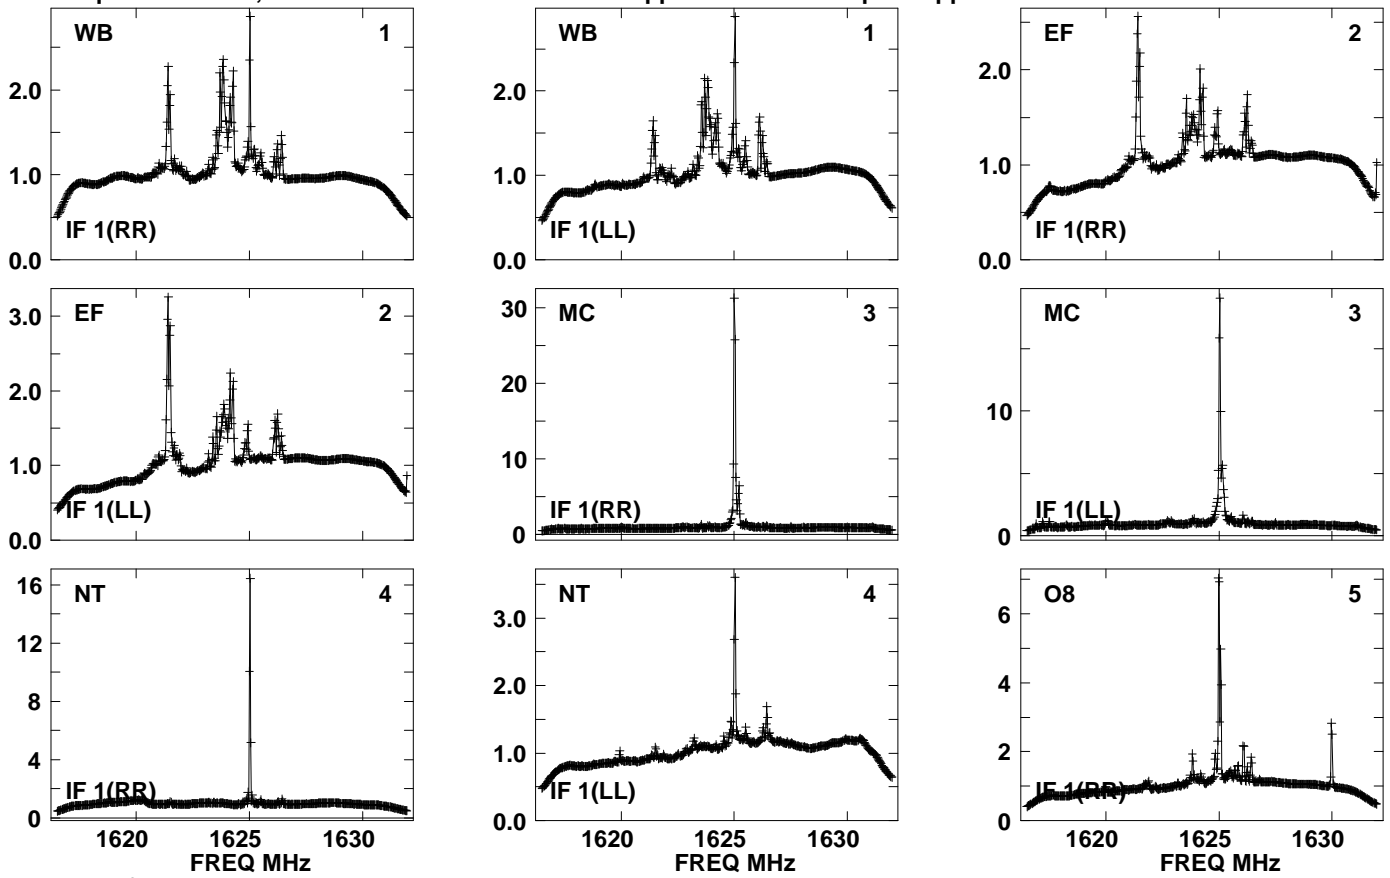 WB 1 WB 1 EF 2
2.0 2.0 2.0
1.0 1.0 1.0
IF 1(RR) IF 1(LL) IF 1(RR)
0.0 0.0 0.0
EF 2 MC 3 MC 3
3.0 30
2.0 20 10
1.0 10
IF 1(LL) IF 1(RR) IF 1(LL)
0.0 0 0
NT 4 NT 4 O8 5
16 3.0 6
12 2.0 4
8 1.0 2
4
IF 1(RR) IF 1(LL) IF 1(RR)
0 0.0 0
1620 1625 1630 1620 1625 1630 1620 1625 1630
FREQ MHz FREQ MHz FREQ MHz